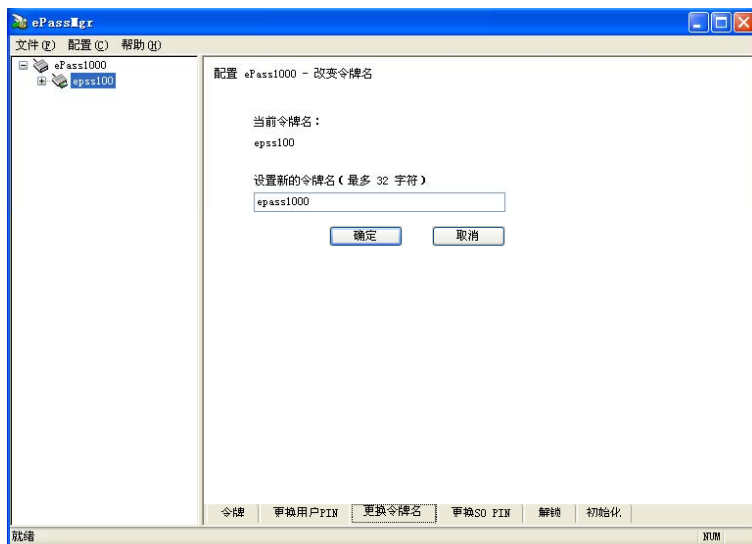 ePassMgr
文件(F) 配置(C) 帮助(H)
ePass1000
epss100
配置 ePass1000 - 改变令牌名
当前令牌名：
epss100
设置新的令牌名(最多 32 字符)
epass1000
确定 取消
令牌 更换用户PIN 更换令牌名 更换SO PIN 解锁 初始化
就绪 NUM